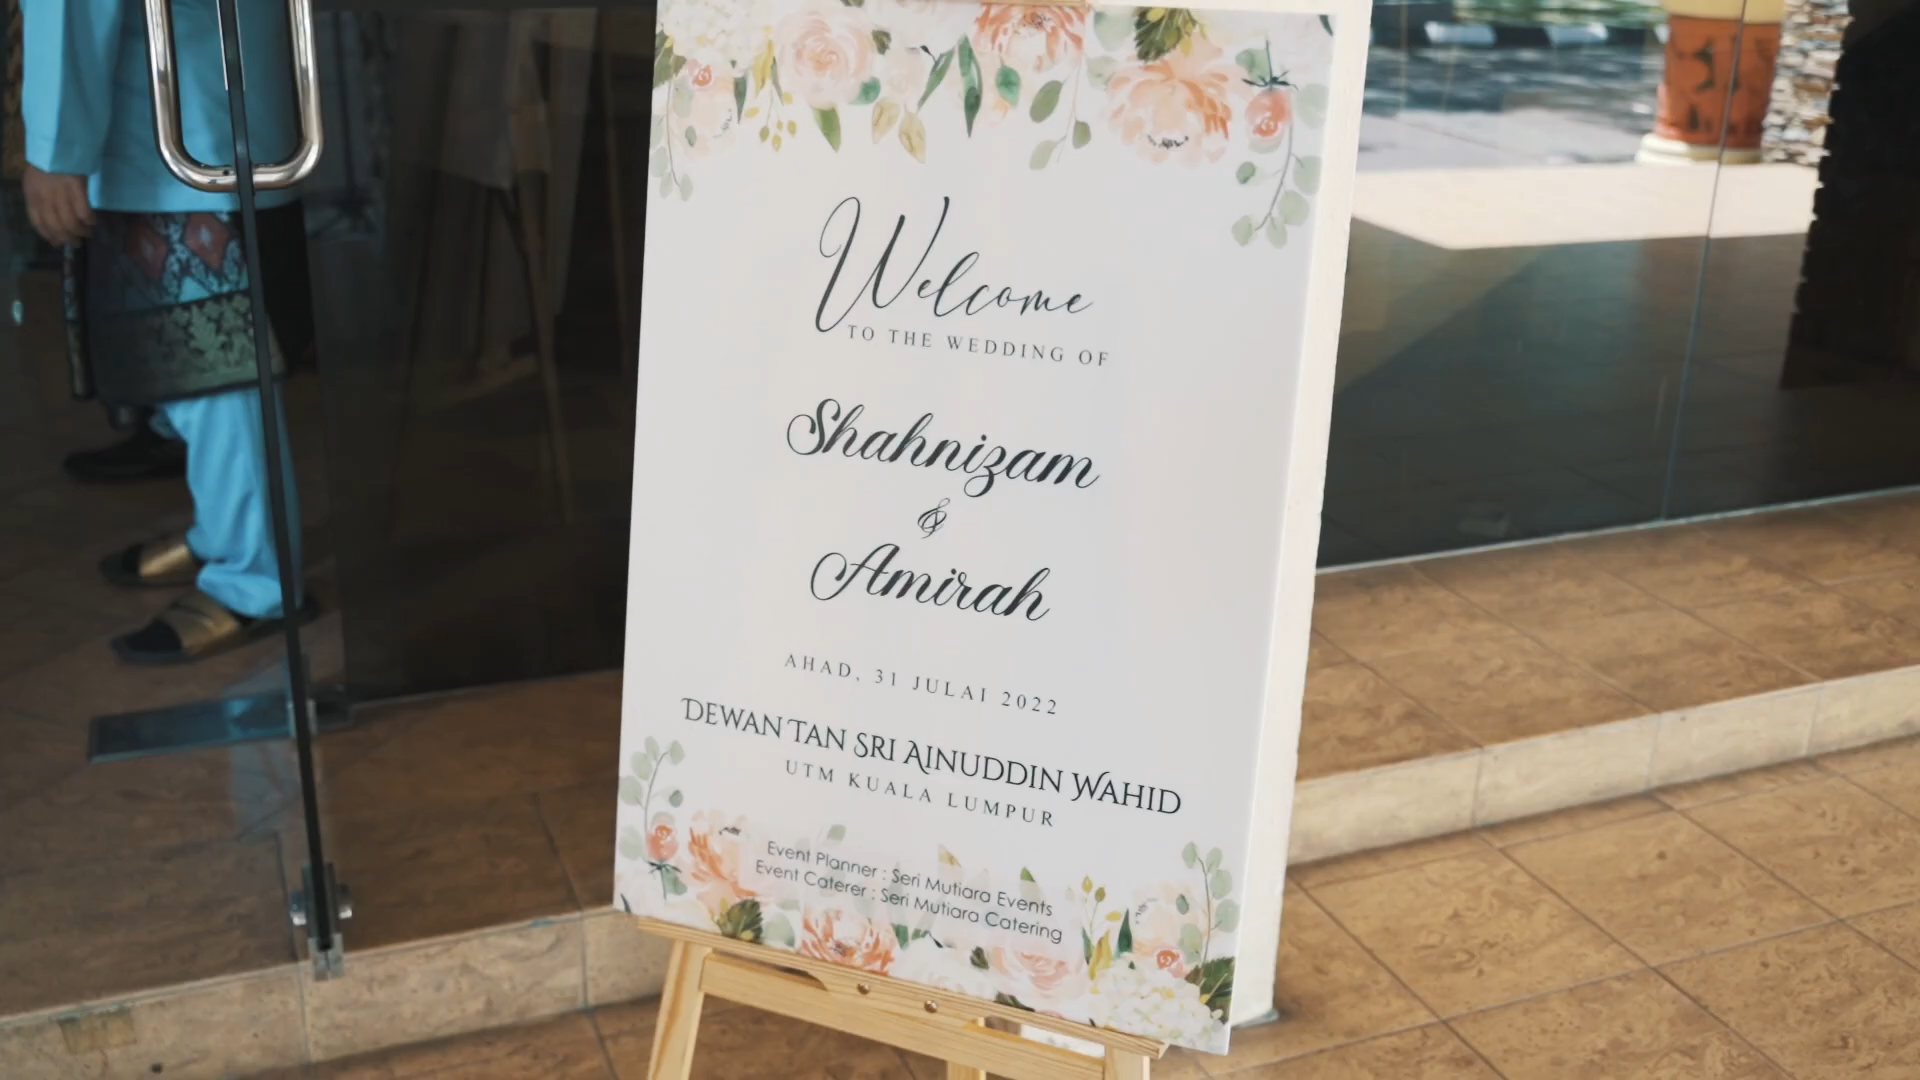 Welcome
TO THE WEDDING OF
Shahnizam
&
Amirah
AHAD, 31 JULAI 2022
DEWAN TAN SRI AINUDDIN WAHID
UTM KUALA LUMPUR
Event Planner : Seri Mutiara Events
Event Caterer : Seri Mutiara Catering